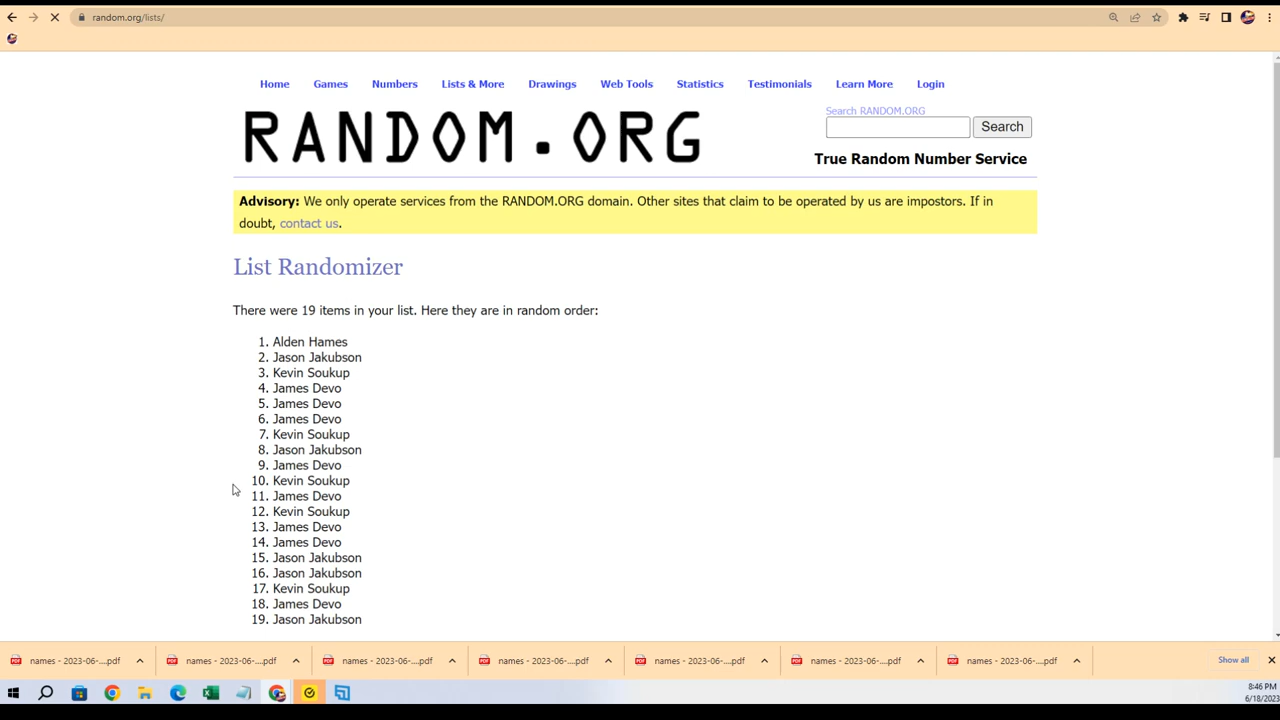 random.org/lists/
Home Games Numbers Lists & More Drawings Web Tools Statistics Testimonials Learn More Login
RANDOM.ORG
Search RANDOM.ORG
Search
True Random Number Service
Advisory: We only operate services from the RANDOM.ORG domain. Other sites that claim to be operated by us are impostors. If in
doubt, contact us.
List Randomizer
There were 19 items in your list. Here they are in random order:
1. Alden Hames
2. Jason Jakubson
3. Kevin Soukup
4. James Devo
5. James Devo
6. James Devo
7. Kevin Soukup
8. Jason Jakubson
9. James Devo
10. Kevin Soukup
11. James Devo
12. Kevin Soukup
13. James Devo
14. James Devo
15. Jason Jakubson
16. Jason Jakubson
17. Kevin Soukup
18. James Devo
19. Jason Jakubson
names - 2023-06-....pdf names - 2023-06-....pdf names - 2023-06-....pdf names - 2023-06-....pdf names - 2023-06-....pdf names - 2023-06-....pdf names - 2023-06-....pdf Show all
8:46 PM
6/18/2023